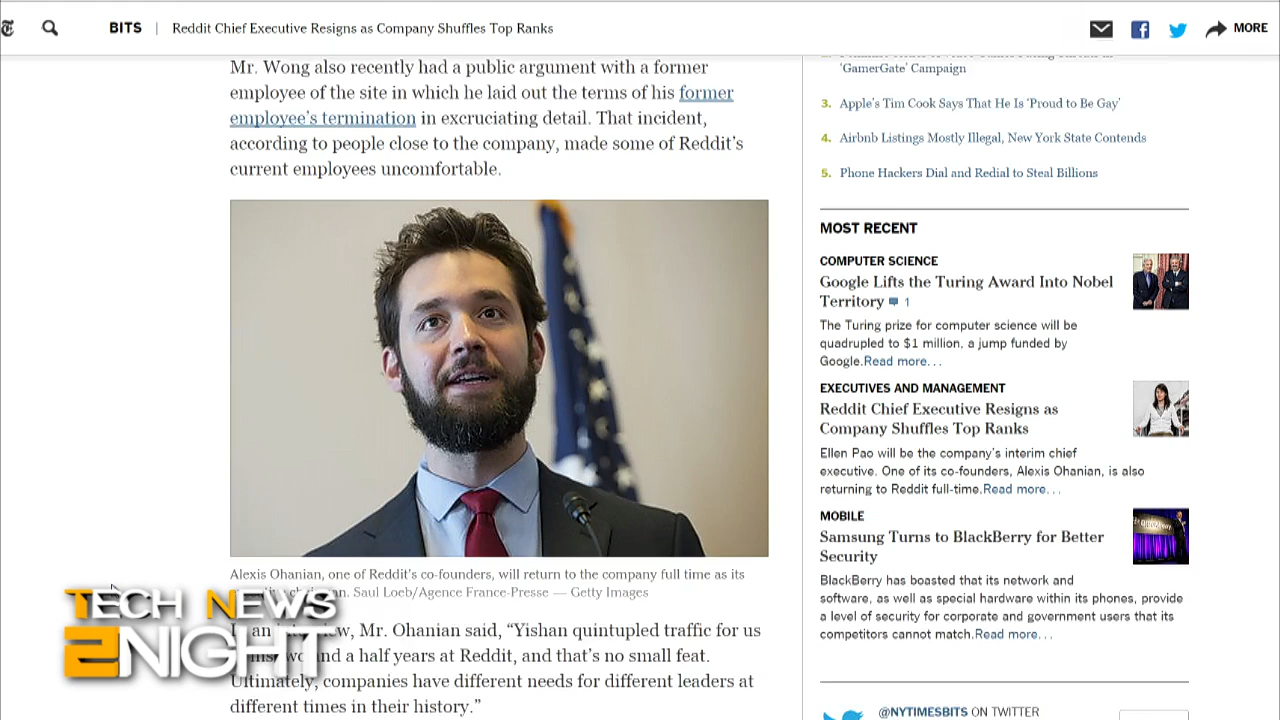 BITS | Reddit Chief Executive Resigns as Company Shuffles Top Ranks
MORE
Mr. Wong also recently had a public argument with a former
employee of the site in which he laid out the terms of his former
employee's termination in excruciating detail. That incident,
according to people close to the company, made some of Reddit's
current employees uncomfortable.
Alexis Ohanian, one of Reddit's co-founders, will return to the company full time as its
Saul Loeb/Agence France-Presse — Getty Images
Mr. Ohanian said, “Yishan quintupled traffic for us
and a half years at Reddit, and that's no small feat.
Ultimately, companies have different needs for different leaders at
different times in their history.”
'GamerGate' Campaign
3. Apple's Tim Cook Says That He Is 'Proud to Be Gay'
4. Airbnb Listings Mostly Illegal, New York State Contends
5. Phone Hackers Dial and Redial to Steal Billions
MOST RECENT
COMPUTER SCIENCE
Google Lifts the Turing Award Into Nobel
Territory 1
The Turing prize for computer science will be
quadrupled to $1 million, a jump funded by
Google.Read more...
EXECUTIVES AND MANAGEMENT
Reddit Chief Executive Resigns as
Company Shuffles Top Ranks
Ellen Pao will be the company's interim chief
executive. One of its co-founders, Alexis Ohanian, is also
returning to Reddit full-time.Read more...
MOBILE
Samsung Turns to BlackBerry for Better
Security
BlackBerry has boasted that its network and
software, as well as special hardware within its phones, provide
a level of security for corporate and government users that its
competitors cannot match.Read more...
@NYTIMESBITS ON TWITTER
TECH NEWS
2NIGHT